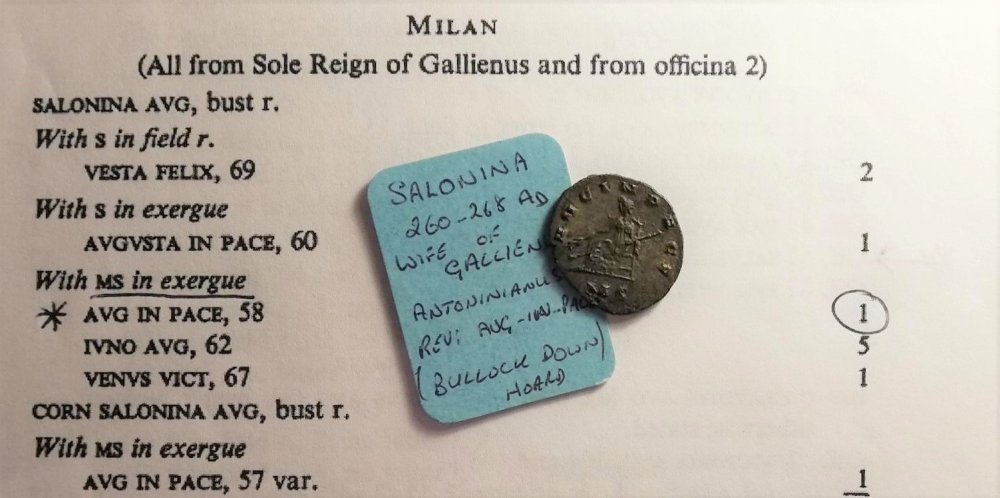 MILAN
(All from Sole Reign of Gallienus and from officina 2)
SALONINA AVG, bust r.
With S in field r.
VESTA FELIX, 69 2
With S in exergue
AVGVSTA IN PACE, 60 1
With MS in exergue
* AVG IN PACE, 58 1
IVNO AVG, 62 5
VENVS VICT, 67 1
CORN SALONINA AVG, bust r.
With MS in exergue
AVG IN PACE, 57 var. 1
SALONINA
260-268 AD
WIFE OF
GALLIEN
ANTONINIANUS
REV: AUG-IN-PAC
(BULLOCK DOWN)
HOARD
MS